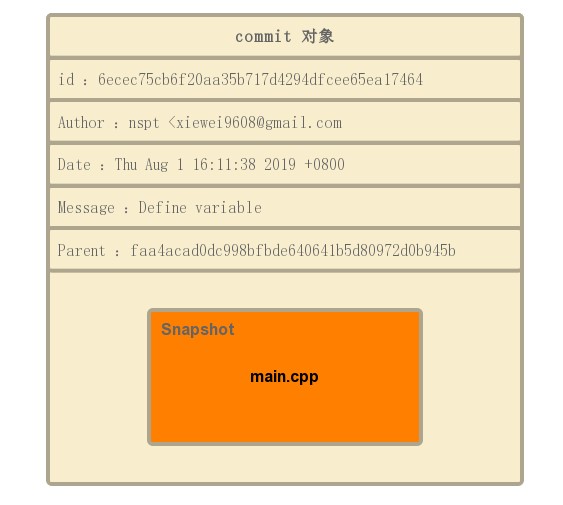 commit 对象
id ：6ecec75cb6f20aa35b717d4294dfcee65ea17464
Author ：nspt <xiewei9608@gmail.com
Date ：Thu Aug 1 16:11:38 2019 +0800
Message ：Define variable
Parent ：faa4acad0dc998bfbde640641b5d80972d0b945b
Snapshot
main.cpp